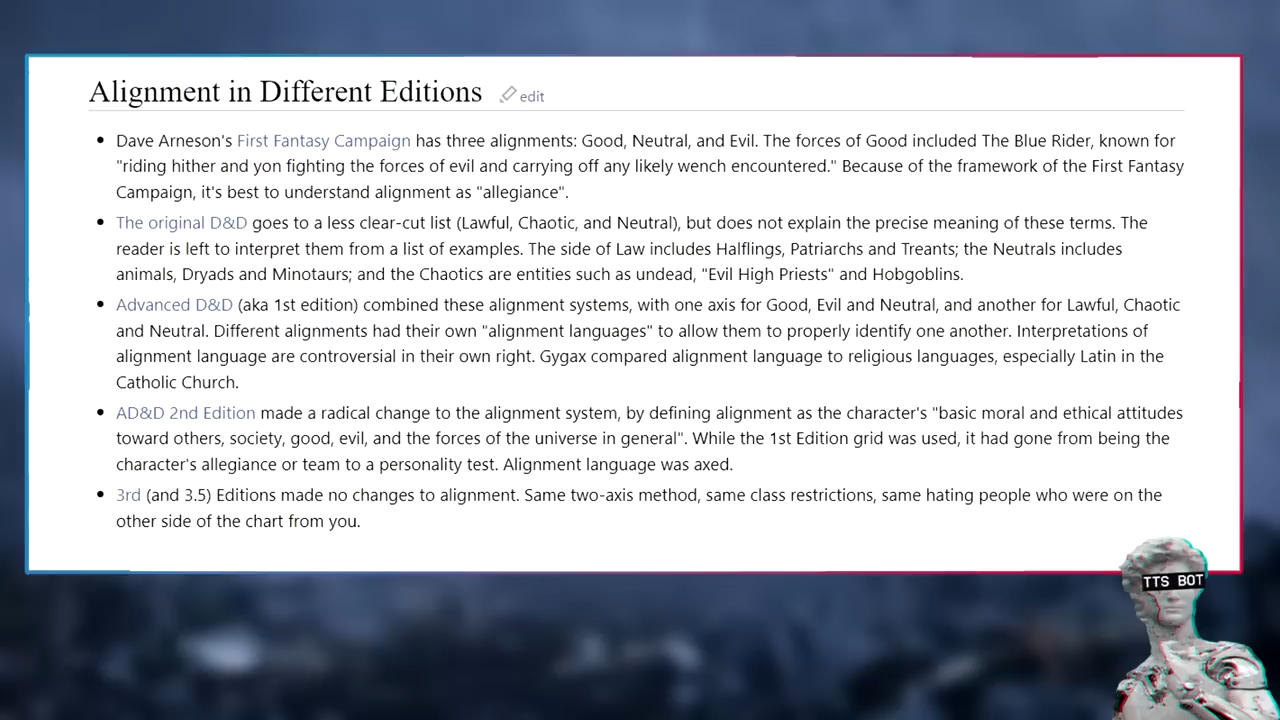 Alignment in Different Editions edit
• Dave Arneson's First Fantasy Campaign has three alignments: Good, Neutral, and Evil. The forces of Good included The Blue Rider, known for
"riding hither and yon fighting the forces of evil and carrying off any likely wench encountered." Because of the framework of the First Fantasy
Campaign, it's best to understand alignment as "allegiance".
• The original D&D goes to a less clear-cut list (Lawful, Chaotic, and Neutral), but does not explain the precise meaning of these terms. The
reader is left to interpret them from a list of examples. The side of Law includes Halflings, Patriarchs and Treants; the Neutrals includes
animals, Dryads and Minotaurs; and the Chaotics are entities such as undead, "Evil High Priests" and Hobgoblins.
• Advanced D&D (aka 1st edition) combined these alignment systems, with one axis for Good, Evil and Neutral, and another for Lawful, Chaotic
and Neutral. Different alignments had their own "alignment languages" to allow them to properly identify one another. Interpretations of
alignment language are controversial in their own right. Gygax compared alignment language to religious languages, especially Latin in the
Catholic Church.
• AD&D 2nd Edition made a radical change to the alignment system, by defining alignment as the character's "basic moral and ethical attitudes
toward others, society, good, evil, and the forces of the universe in general". While the 1st Edition grid was used, it had gone from being the
character's allegiance or team to a personality test. Alignment language was axed.
• 3rd (and 3.5) Editions made no changes to alignment. Same two-axis method, same class restrictions, same hating people who were on the
other side of the chart from you.
TTS BOT